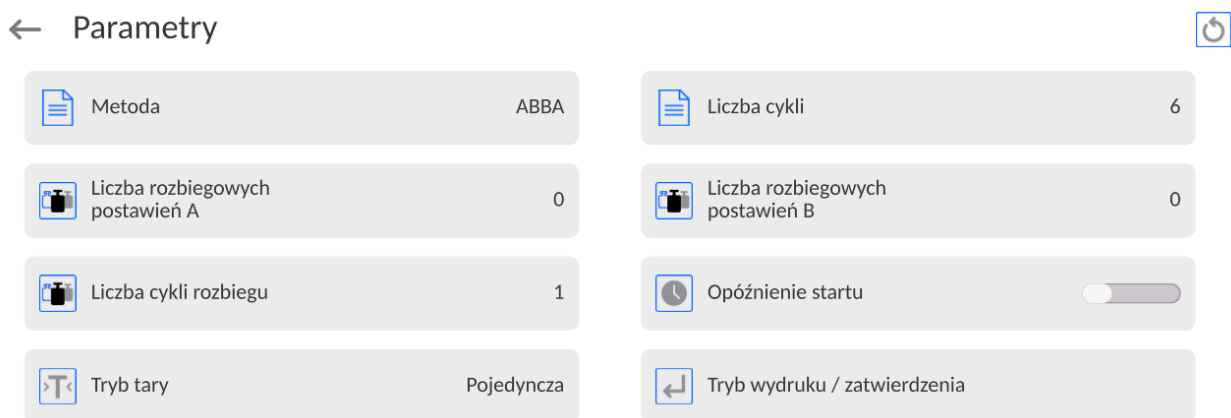 Parametry
Metoda ABBA
Liczba cykli 6
Liczba rozbiegowych
postawień A 0
Liczba rozbiegowych
postawień B 0
Liczba cykli rozbiegu 1
Opóźnienie startu
Tryb tary Pojedyncza
Tryb wydruku / zatwierdzenia